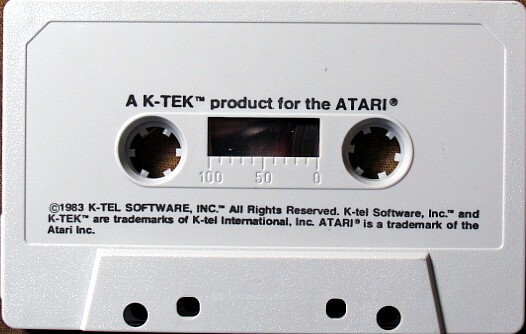 A K-TEK™ product for the ATARI®
100 50 0
©1983 K-TEL SOFTWARE, INC.™ All Rights Reserved. K-tel Software, Inc.™ and
K-TEK™ are trademarks of K-tel International, Inc. ATARI® is a trademark of the
Atari Inc.